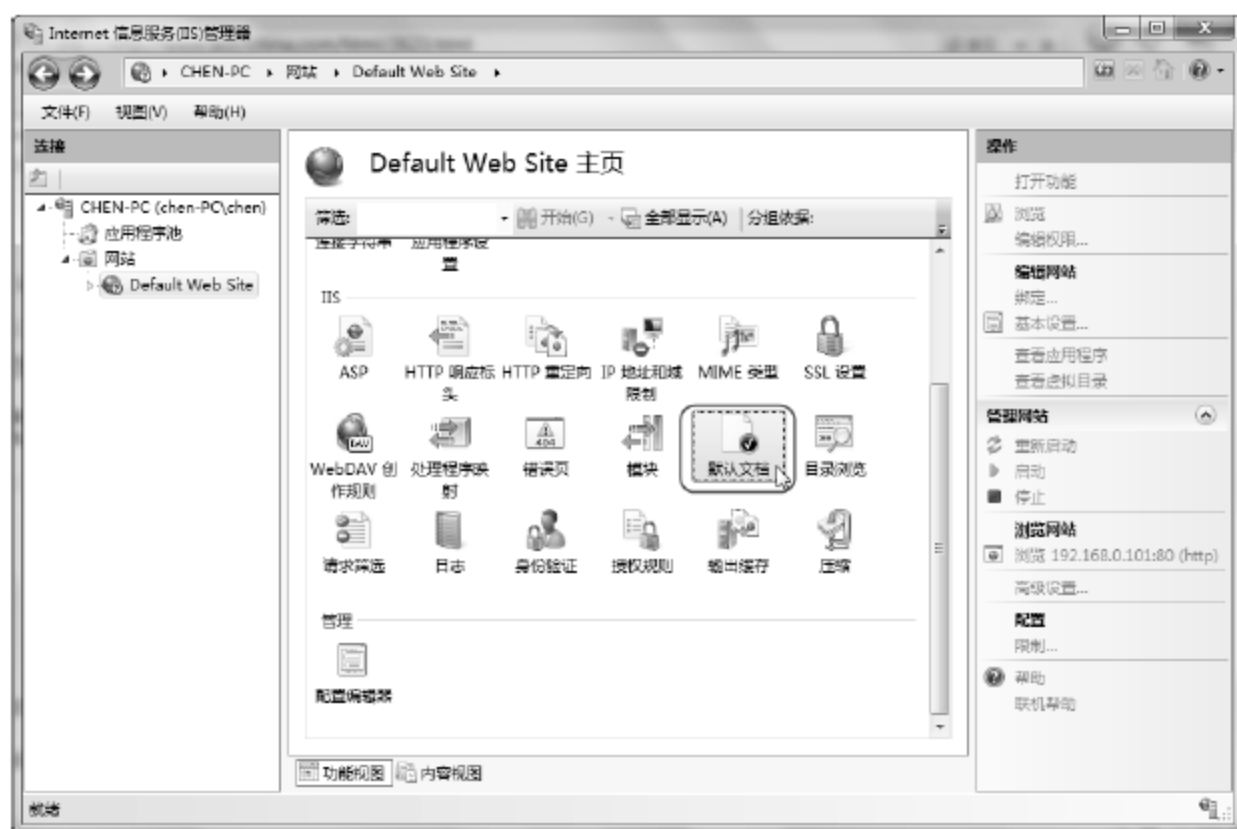 Internet 信息服务(IIS)管理器
CHEN-PC 网站 Default Web Site
文件(F) 视图(V) 帮助(H)
连接
CHEN-PC (chen-PC\chen)
应用程序池
网站
Default Web Site
Default Web Site 主页
筛选: 开始(G) 全部显示(A) 分组依据:
连接字符串 应用程序设
置
IIS
ASP HTTP 响应标 HTTP 重定向 IP 地址和域 MIME 类型 SSL 设置
头 限制
WebDAV 创 处理程序映 错误页 模块 默认文档 目录浏览
作规则 射
请求筛选 日志 身份验证 授权规则 输出缓存 压缩
管理
配置编辑器
功能视图 内容视图
操作
打开功能
浏览
编辑权限...
编辑网站
绑定...
基本设置...
查看应用程序
查看虚拟目录
管理网站
重新启动
启动
停止
浏览网站
浏览 192.168.0.101:80 (http)
高级设置...
配置
限制...
帮助
联机帮助
就绪